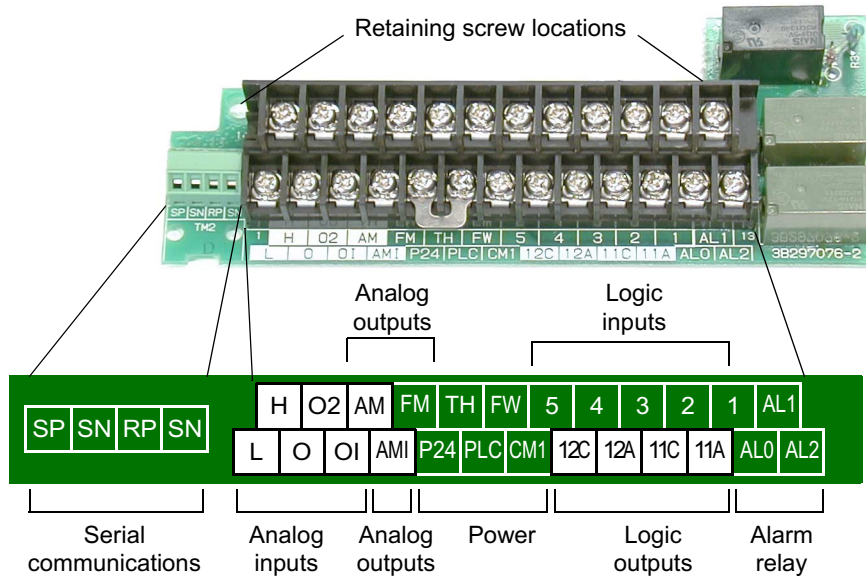 Retaining screw locations
SP SN RP SN
TM2
1 H O2 AM FM TH FW 5 4 3 2 1 AL1 13
L O OI AMI P24 PLC CM1 12C 12A 11C 11A AL0 AL2
3B297076-2
Analog
outputs
Logic
inputs
H O2 AM FM TH FW 5 4 3 2 1 AL1
SP SN RP SN
L O OI AMI P24 PLC CM1 12C 12A 11C 11A AL0 AL2
Serial
communications
Analog
inputs
Analog
outputs
Power
Logic
outputs
Alarm
relay